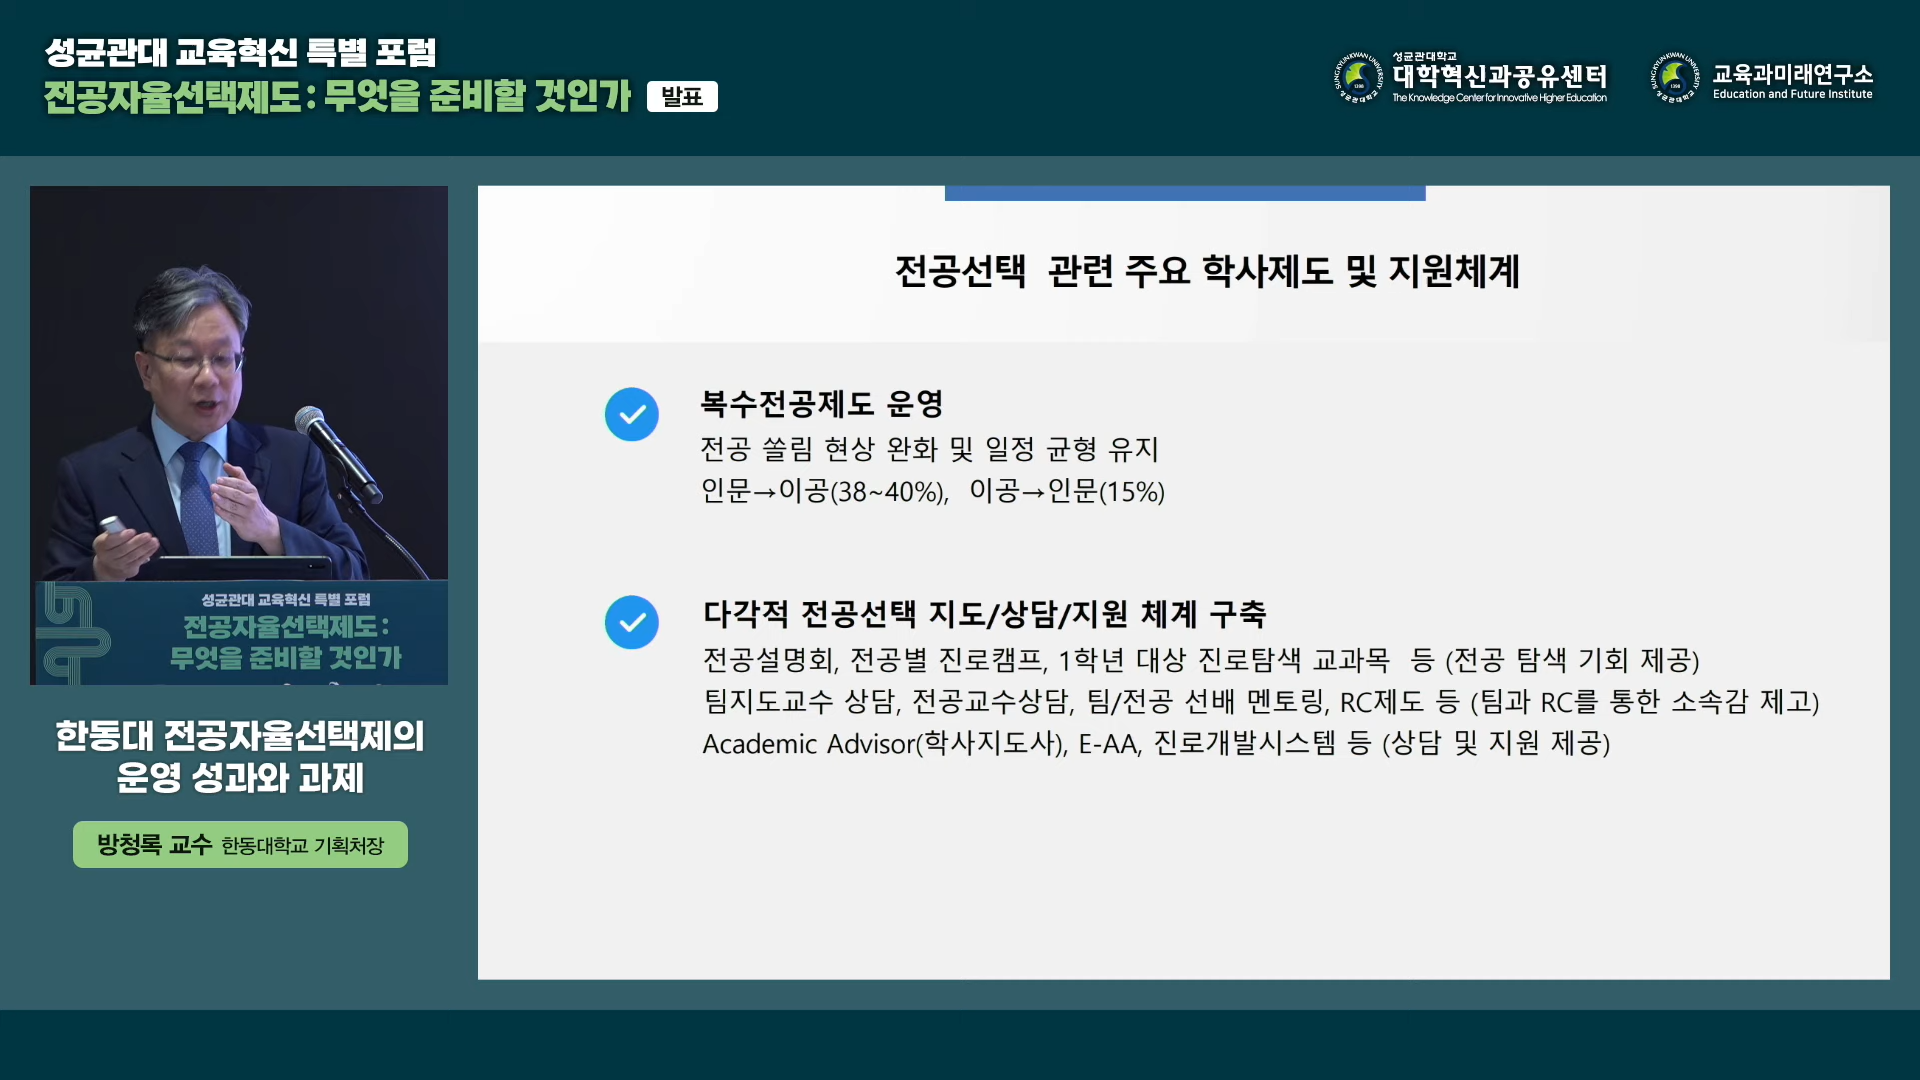 성균관대 교육혁신 특별 포럼
전공자율선택제도 : 무엇을 준비할 것인가 발표
성균관대학교
대학혁신과공유센터
The Knowledge Center for Innovative Higher Education
교육과미래연구소
Education and Future Institute
성균관대 교육혁신 특별 포럼
전공자율선택제도 :
무엇을 준비할 것인가
한동대 전공자율선택제의
운영 성과와 과제
방청록 교수 한동대학교 기획처장
전공선택 관련 주요 학사제도 및 지원체계
복수전공제도 운영
전공 쏠림 현상 완화 및 일정 균형 유지
인문→이공(38~40%), 이공→인문(15%)
다각적 전공선택 지도/상담/지원 체계 구축
전공설명회, 전공별 진로캠프, 1학년 대상 진로탐색 교과목 등 (전공 탐색 기회 제공)
팀지도교수 상담, 전공교수상담, 팀/전공 선배 멘토링, RC제도 등 (팀과 RC를 통한 소속감 제고)
Academic Advisor(학사지도사), E-AA, 진로개발시스템 등 (상담 및 지원 제공)